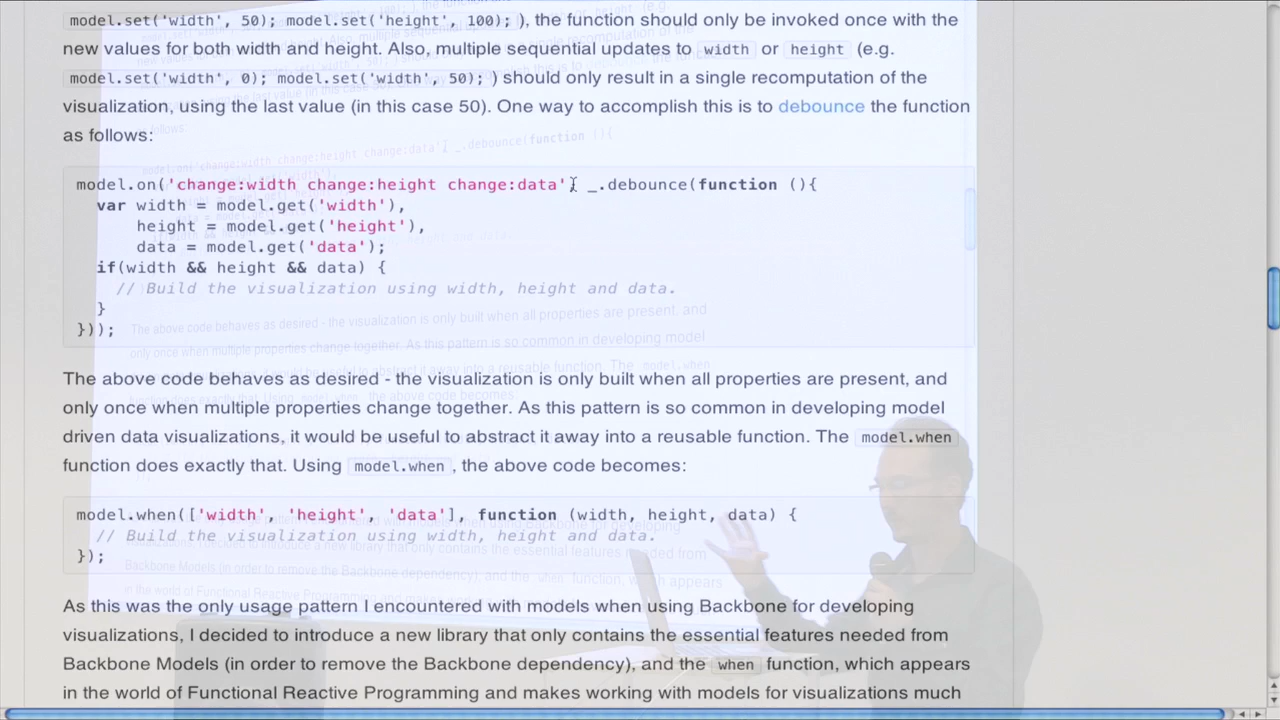 model.set('width', 50); model.set('height', 100); ), the function should only be invoked once with the
new values for both width and height. Also, multiple sequential updates to width or height (e.g.
model.set('width', 0); model.set('width', 50); ) should only result in a single recomputation of the
visualization, using the last value (in this case 50). One way to accomplish this is to debounce the function
as follows:
model.on('change:width change:height change:data', _.debounce(function (){
var width = model.get('width'),
height = model.get('height'),
data = model.get('data');
if(width && height && data) {
// Build the visualization using width, height and data.
}
}));
The above code behaves as desired - the visualization is only built when all properties are present, and
only once when multiple properties change together. As this pattern is so common in developing model
driven data visualizations, it would be useful to abstract it away into a reusable function. The model.when
function does exactly that. Using model.when, the above code becomes:
model.when(['width', 'height', 'data'], function (width, height, data) {
// Build the visualization using width, height and data.
});
As this was the only usage pattern I encountered with models when using Backbone for developing
visualizations, I decided to introduce a new library that only contains the essential features needed from
Backbone Models (in order to remove the Backbone dependency), and the when function, which appears
in the world of Functional Reactive Programming and makes working with models for visualizations much